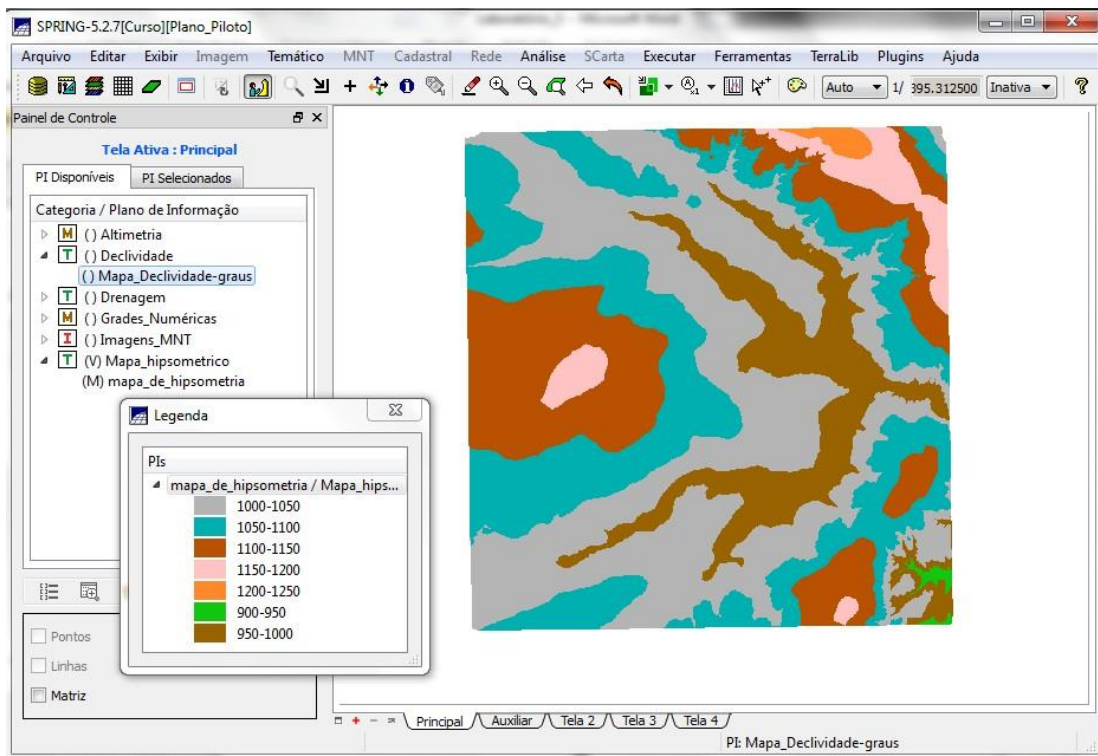 SPRING-5.2.7[Curso][Plano_Piloto]
Arquivo Editar Exibir Imagem Temático MNT Cadastral Rede Análise SCarta Executar Ferramentas TerraLib Plugins Ajuda
Auto 1/ 395.312500 Inativa
Painel de Controle
Tela Ativa : Principal
PI Disponíveis PI Selecionados
Categoria / Plano de Informação
M () Altimetria
T () Declividade
() Mapa_Declividade-graus
T () Drenagem
M () Grades_Numéricas
I () Imagens_MNT
T (V) Mapa_hipsometrico
(M) mapa_de_hipsometria
Legenda
PIs
mapa_de_hipsometria / Mapa_hips...
1000-1050
1050-1100
1100-1150
1150-1200
1200-1250
900-950
950-1000
Pontos
Linhas
Matriz
Principal Auxiliar Tela 2 Tela 3 Tela 4
PI: Mapa_Declividade-graus